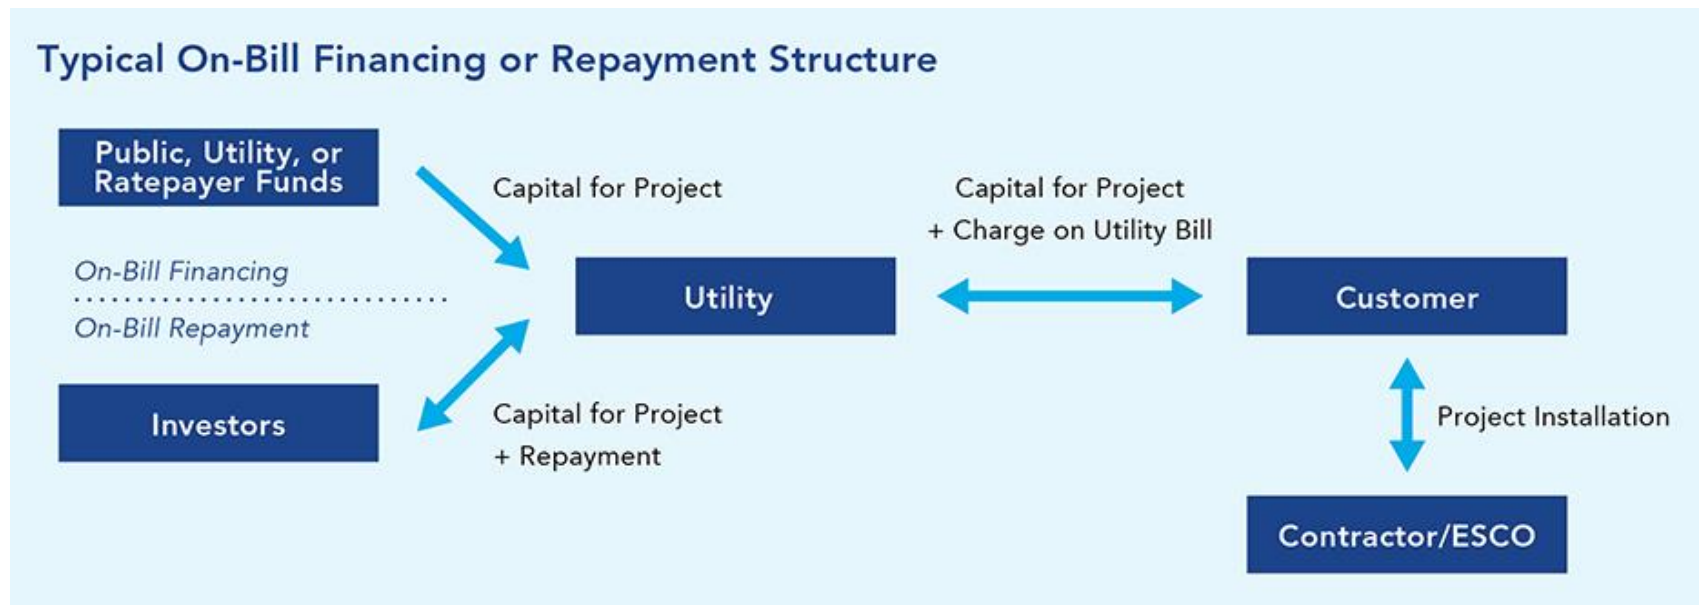 Typical On-Bill Financing or Repayment Structure
Public, Utility, or
Ratepayer Funds
Capital for Project
Capital for Project
+ Charge on Utility Bill
On-Bill Financing
On-Bill Repayment
Utility
Customer
Investors
Capital for Project
+ Repayment
Project Installation
Contractor/ESCO